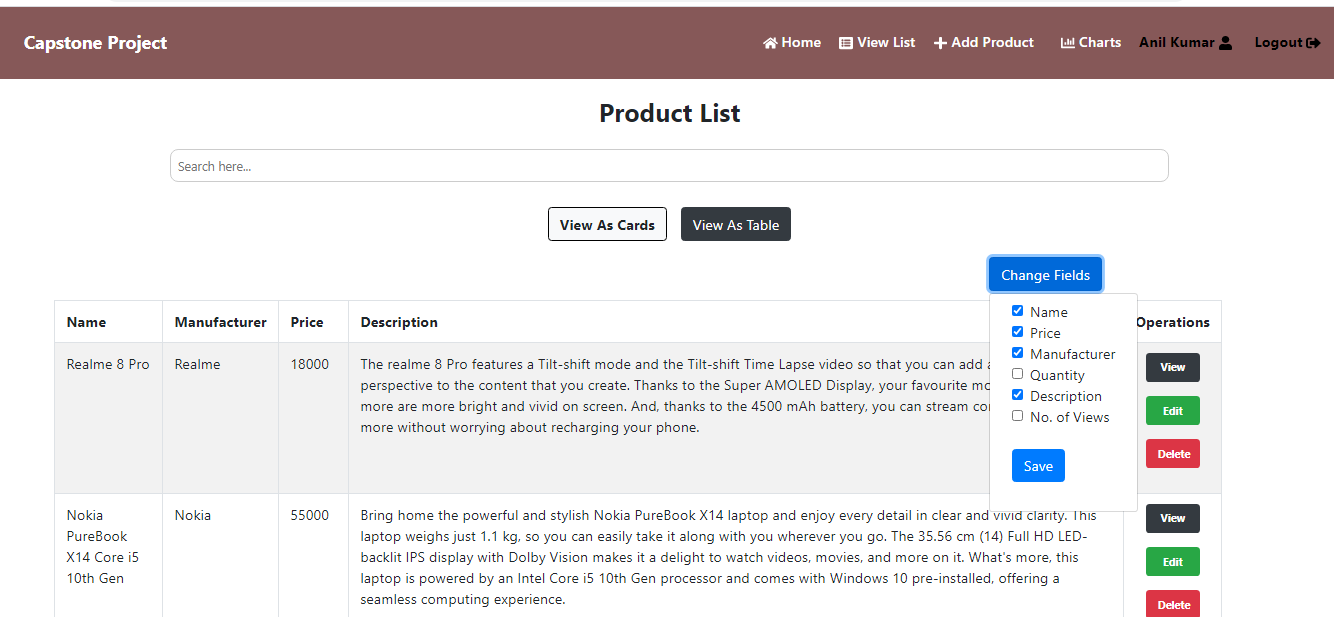 Capstone Project
Home View List Add Product Charts Anil Kumar Logout
Product List
Search here...
View As Cards View As Table
Change Fields
Name
Price
Manufacturer
Quantity
Description
No. of Views
Save
Name Manufacturer Price Description Operations
Realme 8 Pro Realme 18000
The realme 8 Pro features a Tilt-shift mode and the Tilt-shift Time Lapse video so that you can add a
perspective to the content that you create. Thanks to the Super AMOLED Display, your favourite
more are more bright and vivid on screen. And, thanks to the 4500 mAh battery, you can stream
more without worrying about recharging your phone.
View
Edit
Delete
Nokia
PureBook
X14 Core i5
10th Gen
Nokia 55000
Bring home the powerful and stylish Nokia PureBook X14 laptop and enjoy every detail in clear and vivid clarity. This
laptop weighs just 1.1 kg, so you can easily take it along with you wherever you go. The 35.56 cm (14) Full HD LED-
backlit IPS display with Dolby Vision makes it a delight to watch videos, movies, and more on it. What's more, this
laptop is powered by an Intel Core i5 10th Gen processor and comes with Windows 10 pre-installed, offering a
seamless computing experience.
View
Edit
Delete